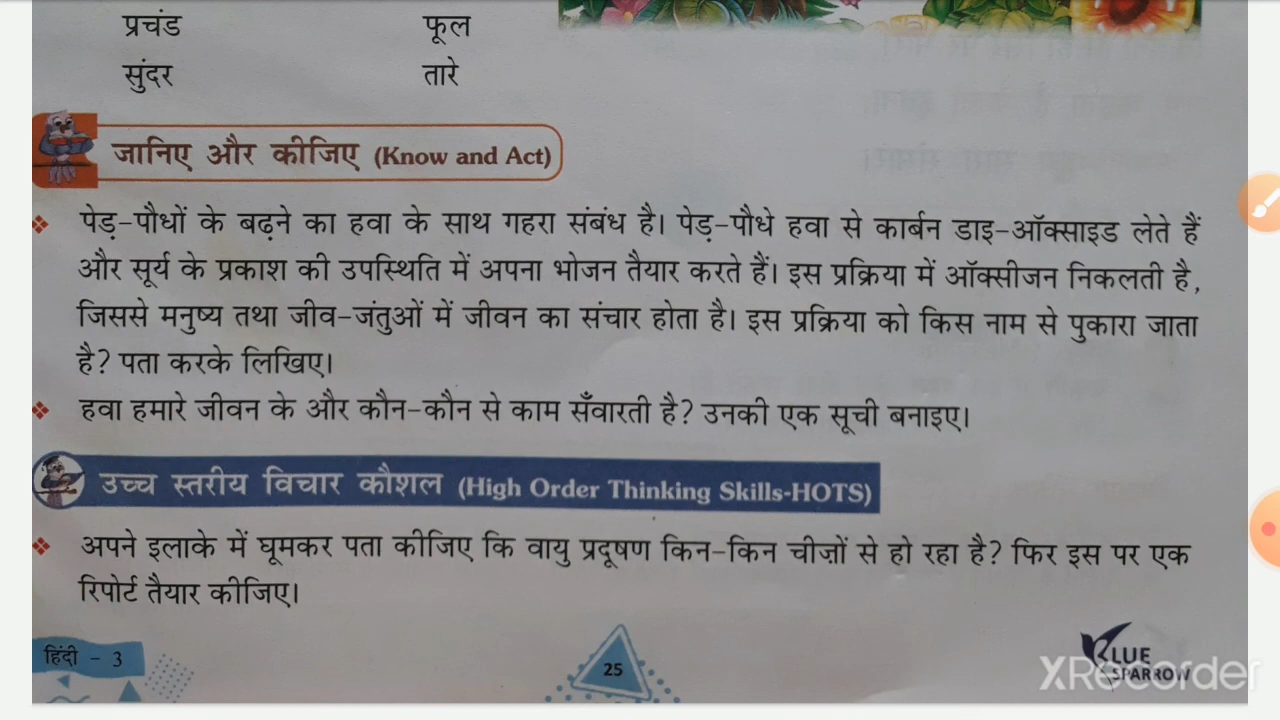 प्रचंड फूल
सुंदर तारे
जानिए और कीजिए (Know and Act)
❖ पेड़-पौधों के बढ़ने का हवा के साथ गहरा संबंध है। पेड़-पौधे हवा से कार्बन डाइ-ऑक्साइड लेते हैं
और सूर्य के प्रकाश की उपस्थिति में अपना भोजन तैयार करते हैं। इस प्रक्रिया में ऑक्सीजन निकलती है,
जिससे मनुष्य तथा जीव-जंतुओं में जीवन का संचार होता है। इस प्रक्रिया को किस नाम से पुकारा जाता
है? पता करके लिखिए।
❖ हवा हमारे जीवन के और कौन-कौन से काम सँवारती है? उनकी एक सूची बनाइए।
उच्च स्तरीय विचार कौशल (High Order Thinking Skills-HOTS)
❖ अपने इलाके में घूमकर पता कीजिए कि वायु प्रदूषण किन-किन चीज़ों से हो रहा है? फिर इस पर एक
रिपोर्ट तैयार कीजिए।
हिंदी - 3
25
BLUE
SPARROW
XRecorder